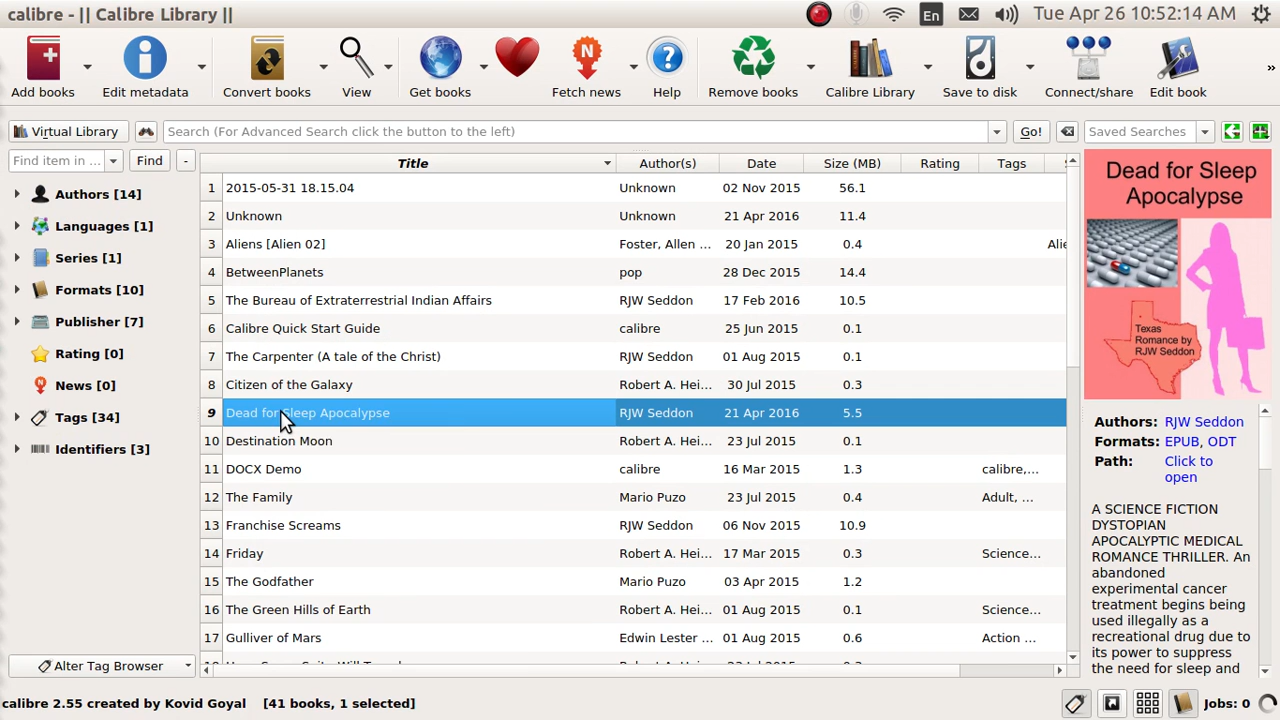 calibre - || Calibre Library ||
En
Tue Apr 26 10:52:14 AM
Add books
Edit metadata
Convert books
View
Get books
N
Fetch news
?
Help
Remove books
Calibre Library
Save to disk
Connect/share
Edit book
»
Virtual Library
Search (For Advanced Search click the button to the left)
Go!
Saved Searches
Find item in ...
Find
-
Authors [14]
Languages [1]
Series [1]
Formats [10]
Publisher [7]
Rating [0]
News [0]
Tags [34]
Identifiers [3]
Alter Tag Browser
Title Author(s) Date Size (MB) Rating Tags
1 2015-05-31 18.15.04 Unknown 02 Nov 2015 56.1
2 Unknown Unknown 21 Apr 2016 11.4
3 Aliens [Alien 02] Foster, Allen ... 20 Jan 2015 0.4 Alie
4 BetweenPlanets pop 28 Dec 2015 14.4
5 The Bureau of Extraterrestrial Indian Affairs RJW Seddon 17 Feb 2016 10.5
6 Calibre Quick Start Guide calibre 25 Jun 2015 0.1
7 The Carpenter (A tale of the Christ) RJW Seddon 01 Aug 2015 0.1
8 Citizen of the Galaxy Robert A. Hei... 30 Jul 2015 0.3
9 Dead for Sleep Apocalypse RJW Seddon 21 Apr 2016 5.5
10 Destination Moon Robert A. Hei... 23 Jul 2015 0.1
11 DOCX Demo calibre 16 Mar 2015 1.3 calibre,...
12 The Family Mario Puzo 23 Jul 2015 0.4 Adult, ...
13 Franchise Screams RJW Seddon 06 Nov 2015 10.9
14 Friday Robert A. Hei... 17 Mar 2015 0.3 Science...
15 The Godfather Mario Puzo 03 Apr 2015 1.2
16 The Green Hills of Earth Robert A. Hei... 01 Aug 2015 0.1 Science...
17 Gulliver of Mars Edwin Lester ... 01 Aug 2015 0.6 Action ...
Dead for Sleep
Apocalypse
Texas
Romance by
RJW Seddon
Authors: RJW Seddon
Formats: EPUB, ODT
Path: Click to
open
A SCIENCE FICTION
DYSTOPIAN
APOCALYPTIC MEDICAL
ROMANCE THRILLER. An
abandoned
experimental cancer
treatment begins being
used illegally as a
recreational drug due to
its power to suppress
the need for sleep and
calibre 2.55 created by Kovid Goyal [41 books, 1 selected]
Jobs: 0